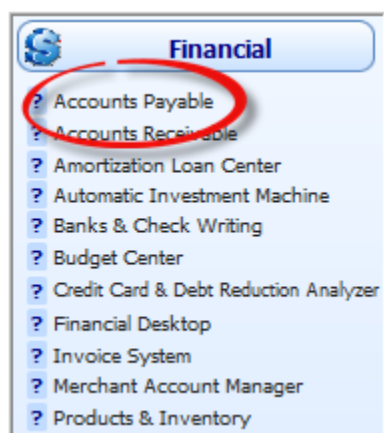 Financial
? Accounts Payable
? Accounts Receivable
? Amortization Loan Center
? Automatic Investment Machine
? Banks & Check Writing
? Budget Center
? Credit Card & Debt Reduction Analyzer
? Financial Desktop
? Invoice System
? Merchant Account Manager
? Products & Inventory